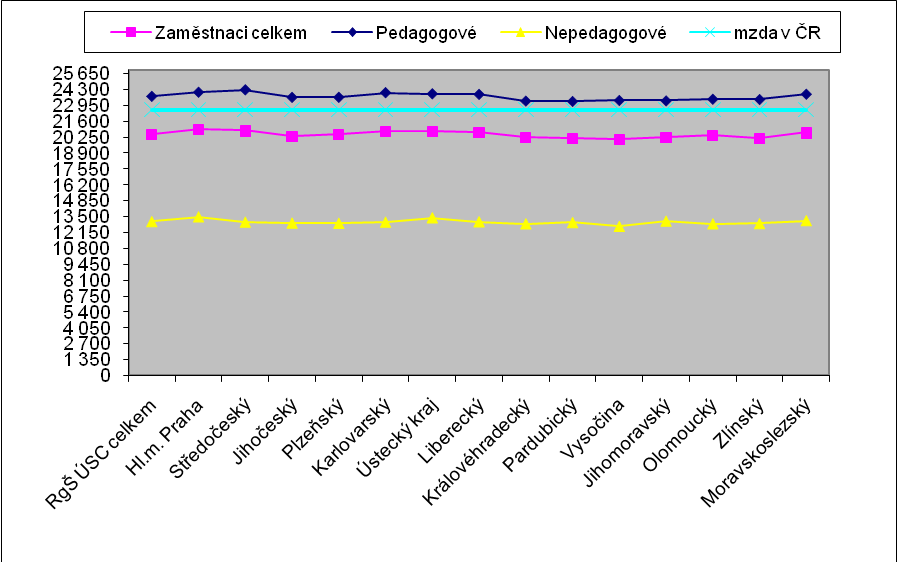 Zaměstnaci celkem Pedagogové Nepedagogové mzda v ČR
25 650
24 300
22 950
21 600
20 250
18 900
17 550
16 200
14 850
13 500
12 150
10 800
9 450
8 100
6 750
5 400
4 050
2 700
1 350
0
RgŠ ÚSC celkem
Hl.m. Praha
Středočeský
Jihočeský
Plzeňský
Karlovarský
Ústecký kraj
Liberecký
Královéhradecký
Pardubický
Vysočina
Jihomoravský
Olomoucký
Zlínský
Moravskoslezský